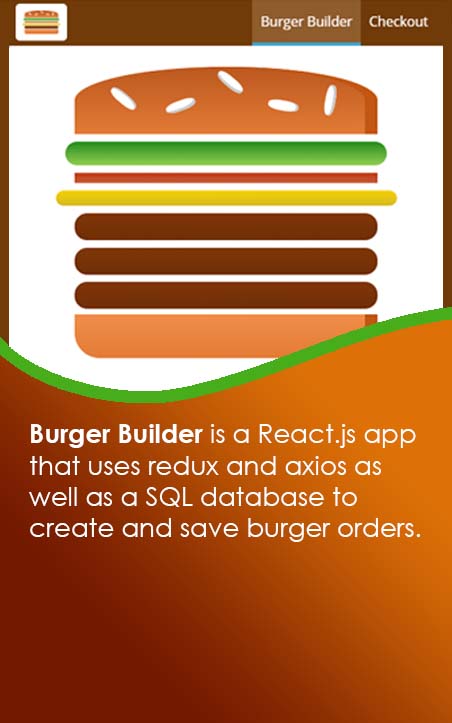 Burger Builder Checkout
Burger Builder is a React.js app
that uses redux and axios as
well as a SQL database to
create and save burger orders.